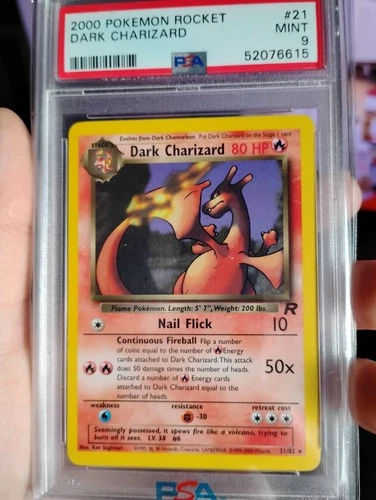 2000 POKEMON ROCKET #21
DARK CHARIZARD MINT
9
PSA 52076615
Evolves from Dark Charmeleon Put Dark Charizard on the Stage 1 card
STAGE 2
Dark Charizard 80 HP
Flame Pokémon. Length: 5' 7", Weight: 200 lbs.
R
Nail Flick 10
Continuous Fireball Flip a number
of coins equal to the number of Energy
cards attached to Dark Charizard. This attack
does 50 damage times the number of heads. 50x
Discard a number of Energy cards
attached to Dark Charizard equal to the
number of heads.
weakness resistance retreat cost
-30
Seemingly possessed, it spews fire like a volcano, trying to
burn all it sees. LV. 38 #6
Illus. Ken Sugimori 21/82
PSA